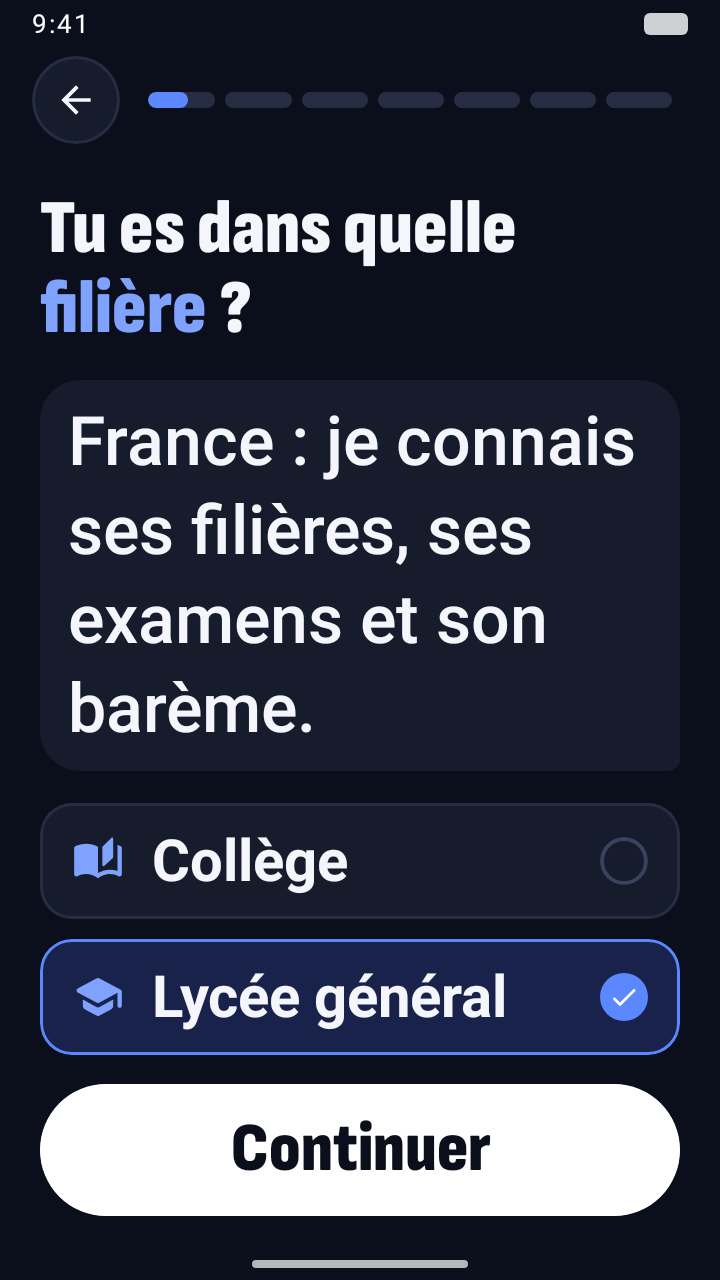 9:41
Tu es dans quelle
filière ?
France : je connais
ses filières, ses
examens et son
barème.
Collège
Lycée général
Continuer